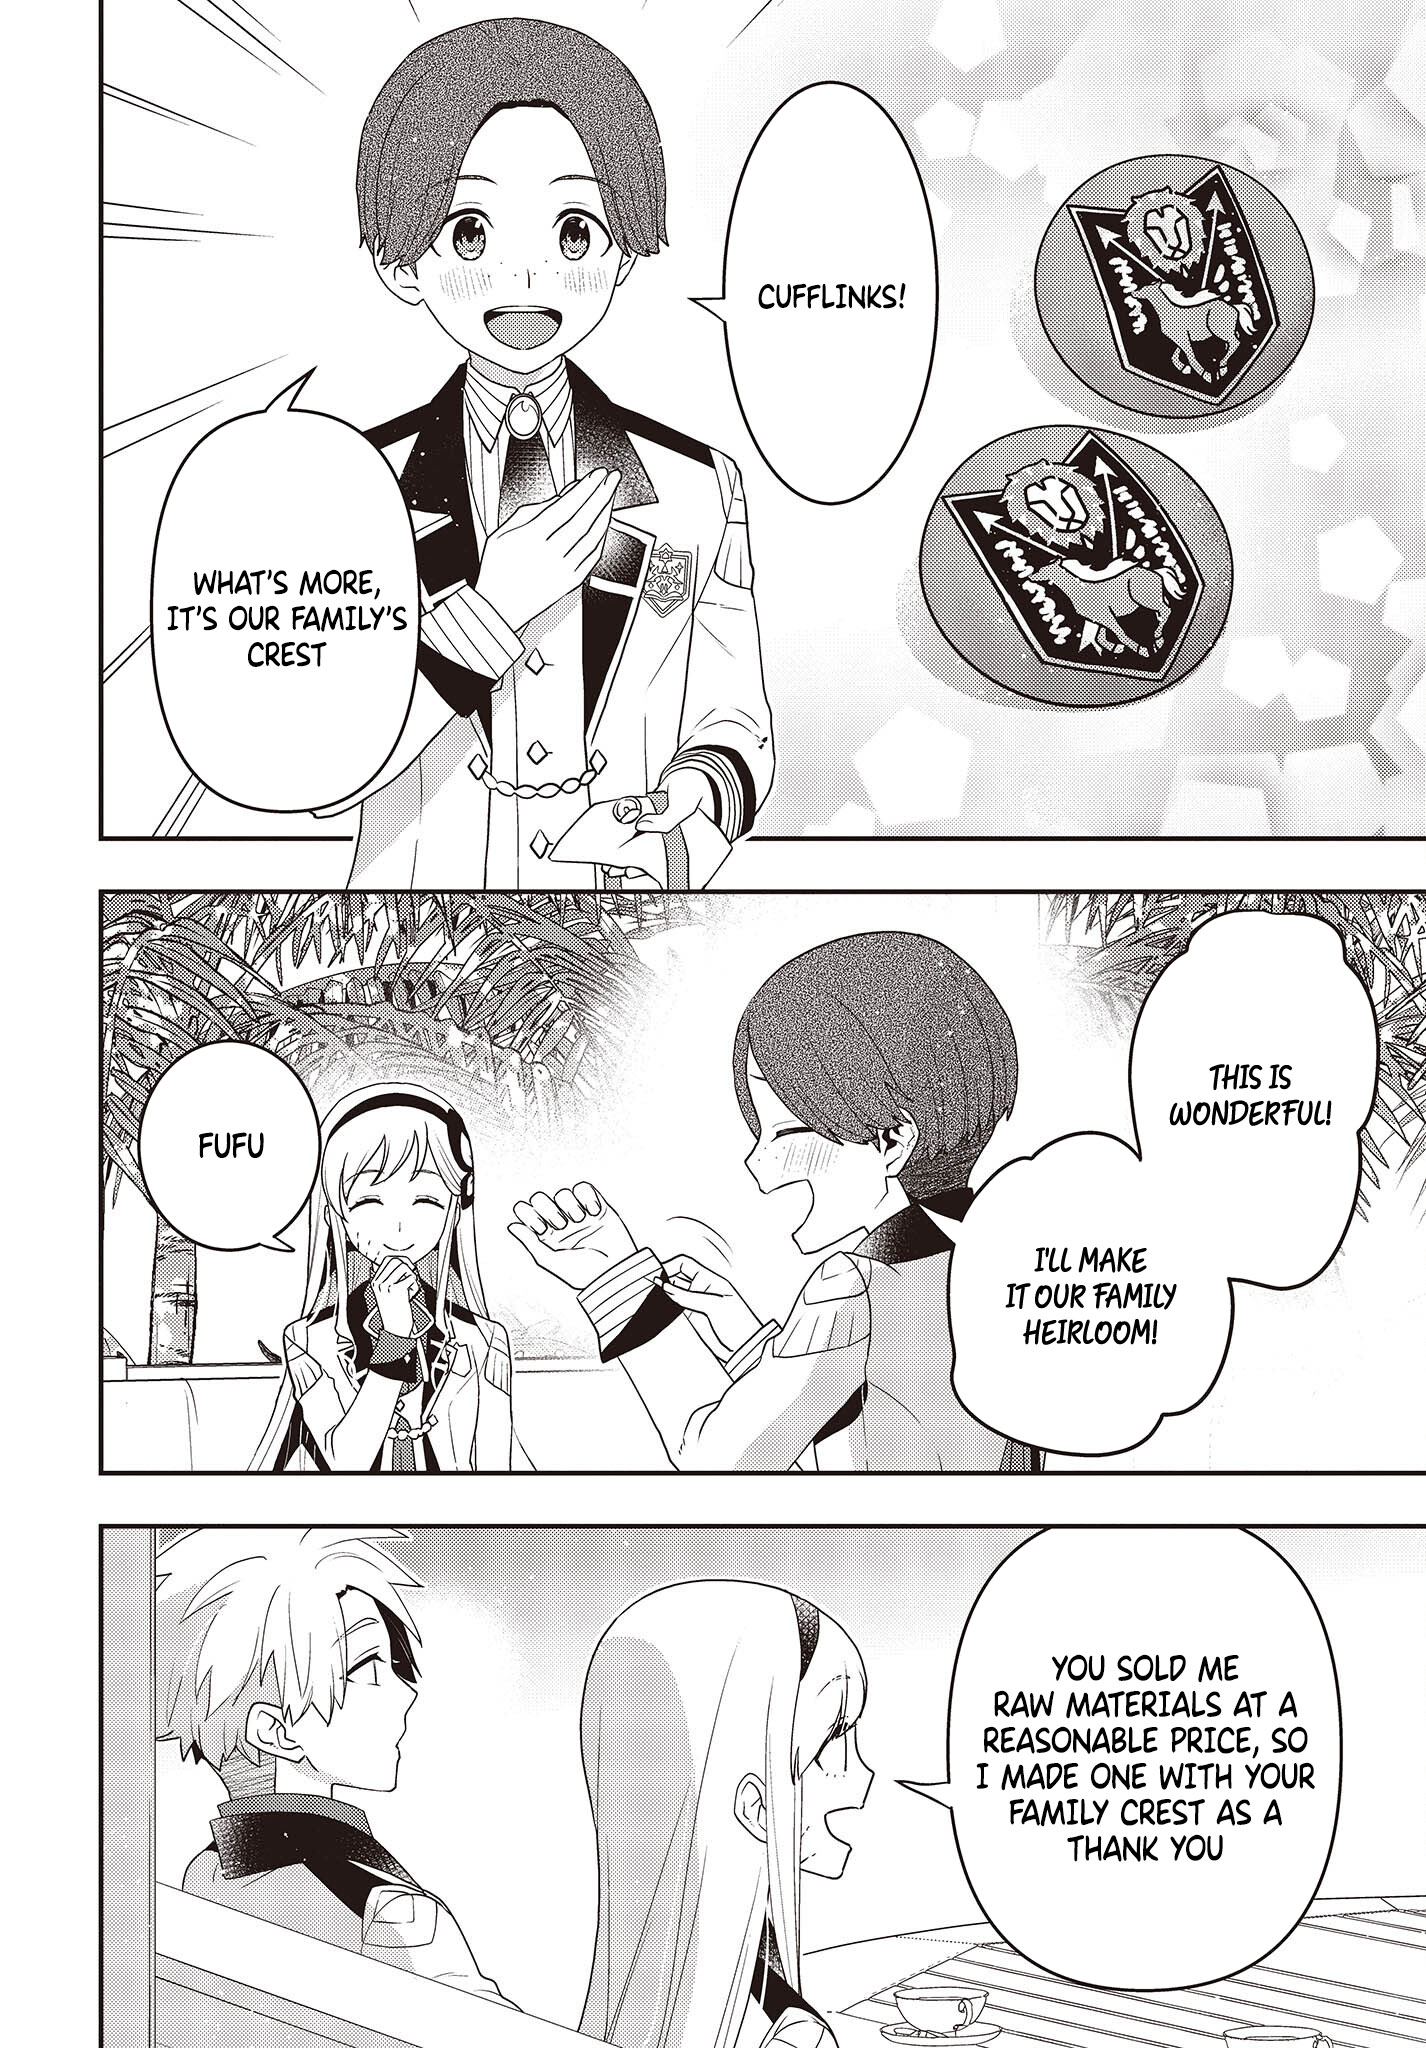 CUFFLINKS!
WHAT'S MORE,
IT'S OUR FAMILY'S
CREST
THIS IS
WONDERFUL!
I'LL MAKE
IT OUR FAMILY
HEIRLOOM!
FUFU
YOU SOLD ME
RAW MATERIALS AT A
REASONABLE PRICE, SO
I MADE ONE WITH YOUR
FAMILY CREST AS A
THANK YOU